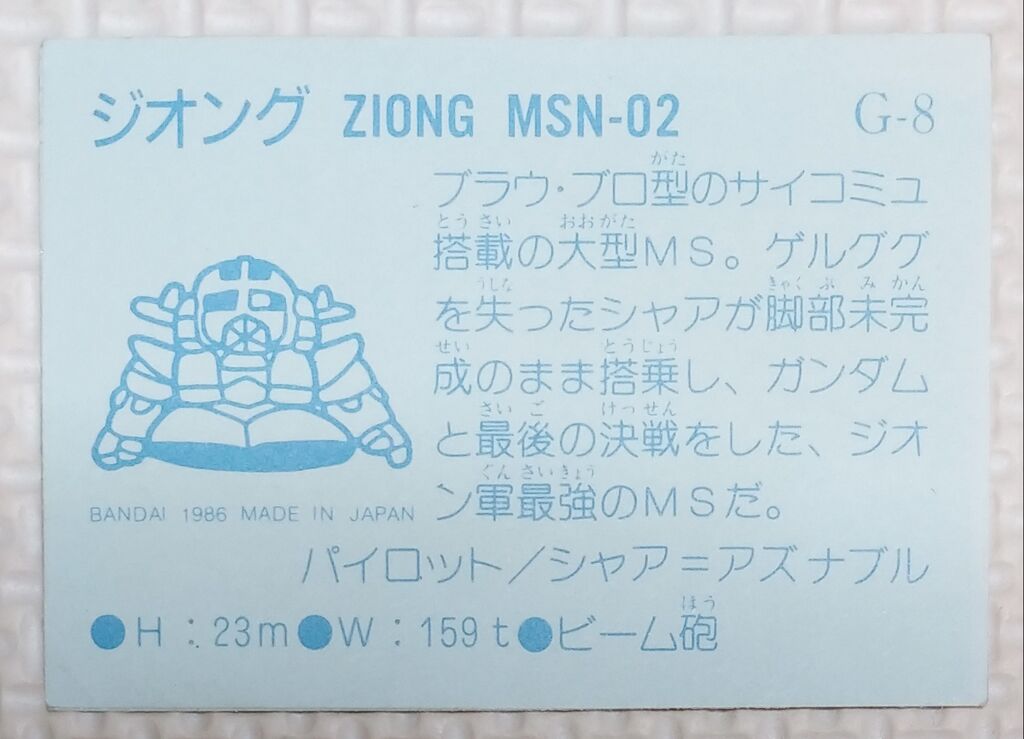 ジオング ZIONG MSN-02 G-8
ブラウ・ブロ型のサイコミュ
搭載の大型MS。ゲルググ
を失ったシャアが脚部未完
成のまま搭乗し、ガンダム
と最後の決戦をした、ジオ
ン軍最強のMSだ。
パイロット／シャア＝アズナブル
●H：23m●W：159t●ビーム砲
BANDAI 1986 MADE IN JAPAN